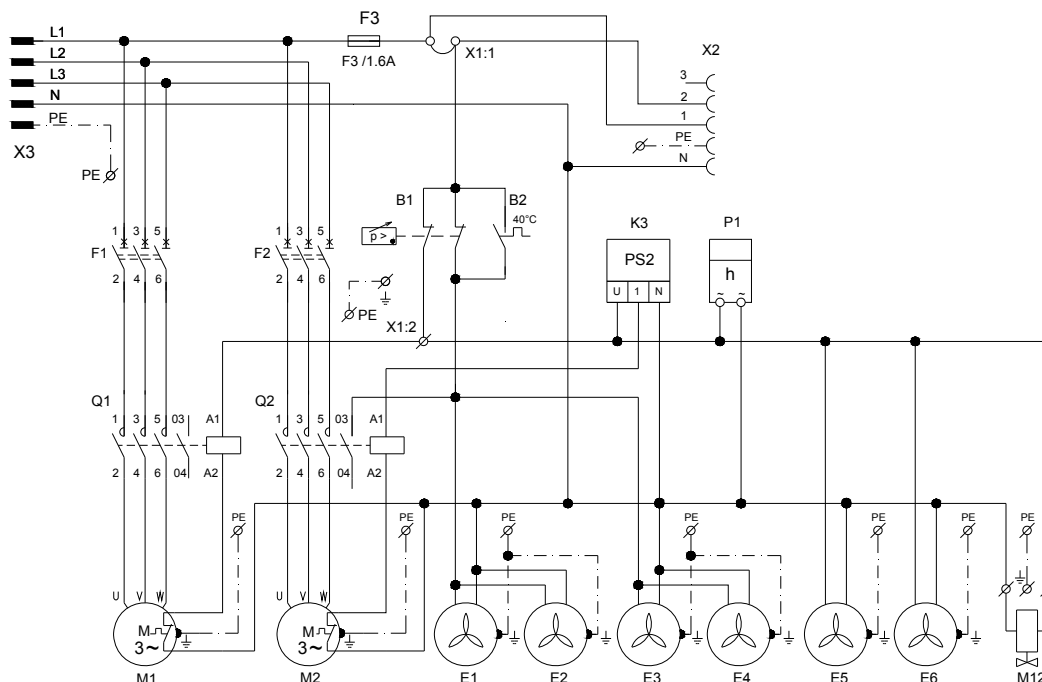 F3
L1
L2
L3
N
PE
X3
PE
F3 /1.6A
X1:1
X2
3
2
1
PE
N
B1
B2
40°C
p >
K3
PS2
U 1 N
P1
h
~ ~
F1
1 3 5
2 4 6
F2
1 3 5
2 4 6
PE
X1:2
Q1
1 3 5 03 A1
2 4 6 04 A2
Q2
1 3 5 03 A1
2 4 6 04 A2
PE
PE
PE
PE
PE
PE
PE
U V W
M
3~
U V W
M
3~
M1
M2
E1
E2
E3
E4
E5
E6
M12